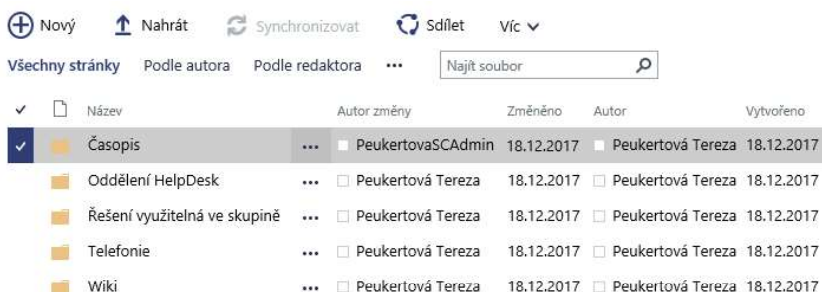 Nový Nahrát Synchronizovat Sdílet Víc
Všechny stránky Podle autora Podle redaktora ... Najít soubor
Název Autor změny Změněno Autor Vytvořeno
Časopis ... PeukertovaSCAdmin 18.12.2017 Peukertová Tereza 18.12.2017
Oddělení HelpDesk ... Peukertová Tereza 18.12.2017 Peukertová Tereza 18.12.2017
Řešení využitelná ve skupině ... Peukertová Tereza 18.12.2017 Peukertová Tereza 18.12.2017
Telefonie ... Peukertová Tereza 18.12.2017 Peukertová Tereza 18.12.2017
Wiki ... Peukertová Tereza 18.12.2017 Peukertová Tereza 18.12.2017